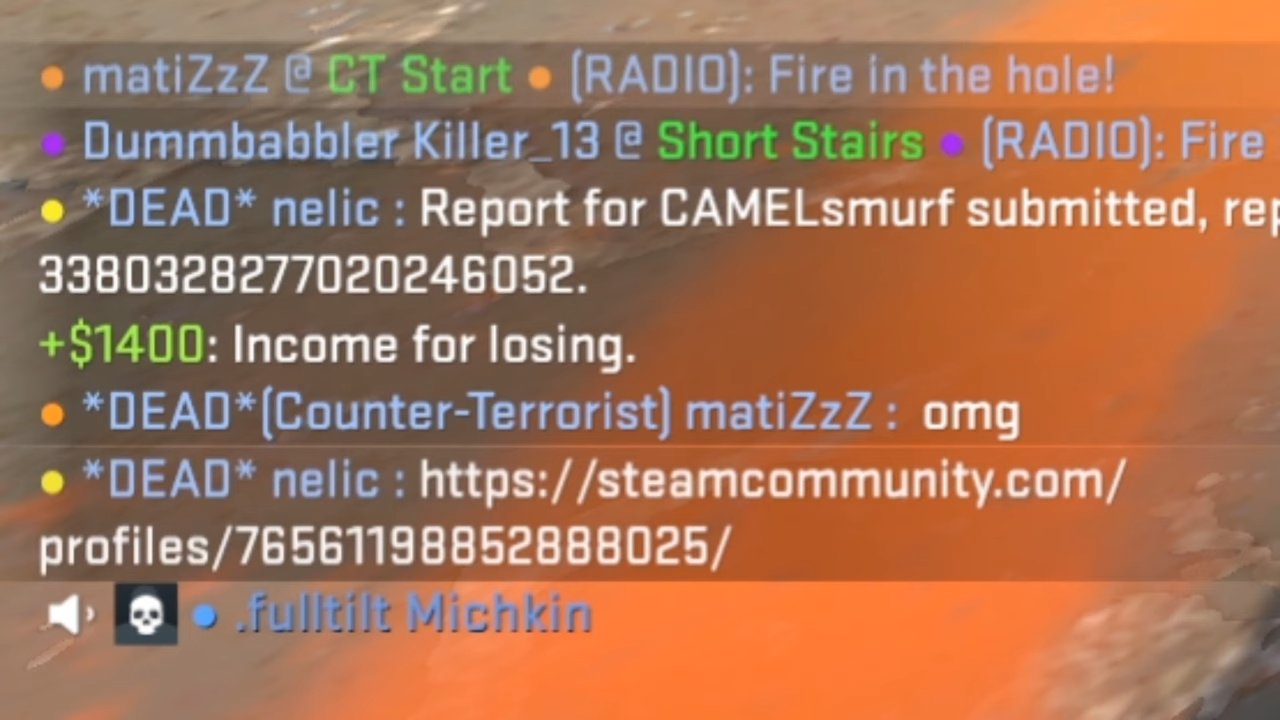 matiZzZ @ CT Start ● (RADIO): Fire in the hole!
Dummbabbler Killer_13 @ Short Stairs ● (RADIO): Fire
*DEAD* nelic : Report for CAMELsmurf submitted, rep
3380328277020246052.
+$1400: Income for losing.
*DEAD*(Counter-Terrorist) matiZzZ : omg
*DEAD* nelic : https://steamcommunity.com/
profiles/76561198852888025/
.fulltilt Michkin